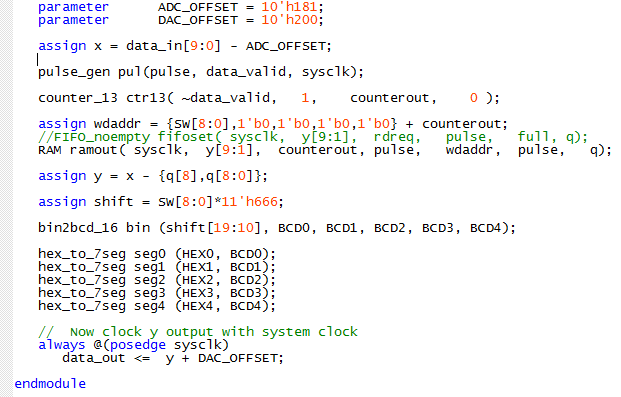 parameter ADC_OFFSET = 10'h181;
parameter DAC_OFFSET = 10'h200;
assign x = data_in[9:0] - ADC_OFFSET;
pulse_gen pul(pulse, data_valid, sysclk);
counter_13 ctr13( ~data_valid, 1, counterout, 0 );
assign wdaddr = {SW[8:0],1'b0,1'b0,1'b0,1'b0} + counterout;
//FIFO_noempty fifoset( sysclk, y[9:1], rdreq, pulse, full, q);
RAM ramout( sysclk, y[9:1], counterout, pulse, wdaddr, pulse, q);
assign y = x - {q[8],q[8:0]};
assign shift = SW[8:0]*11'h666;
bin2bcd_16 bin (shift[19:10], BCD0, BCD1, BCD2, BCD3, BCD4);
hex_to_7seg seg0 (HEX0, BCD0);
hex_to_7seg seg1 (HEX1, BCD1);
hex_to_7seg seg2 (HEX2, BCD2);
hex_to_7seg seg3 (HEX3, BCD3);
hex_to_7seg seg4 (HEX4, BCD4);
// Now clock y output with system clock
always @(posedge sysclk)
data_out <= y + DAC_OFFSET;
endmodule